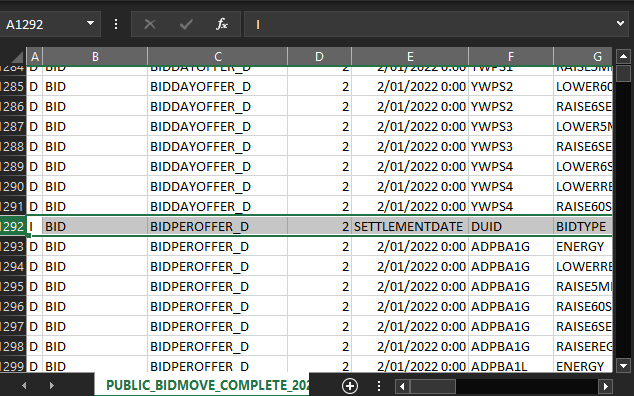 A1292 fx I
A B C D E F G
1284 D BID BIDDAYOFFER_D 2 2/01/2022 0:00 YWPS1 RAISE5MI
1285 D BID BIDDAYOFFER_D 2 2/01/2022 0:00 YWPS2 LOWER60
1286 D BID BIDDAYOFFER_D 2 2/01/2022 0:00 YWPS2 RAISE6SE
1287 D BID BIDDAYOFFER_D 2 2/01/2022 0:00 YWPS3 LOWER5M
1288 D BID BIDDAYOFFER_D 2 2/01/2022 0:00 YWPS3 RAISE6SE
1289 D BID BIDDAYOFFER_D 2 2/01/2022 0:00 YWPS4 LOWER6S
1290 D BID BIDDAYOFFER_D 2 2/01/2022 0:00 YWPS4 LOWERRE
1291 D BID BIDDAYOFFER_D 2 2/01/2022 0:00 YWPS4 RAISE60S
1292 I BID BIDPEROFFER_D 2 SETTLEMENTDATE DUID BIDTYPE
1293 D BID BIDPEROFFER_D 2 2/01/2022 0:00 ADPBA1G ENERGY
1294 D BID BIDPEROFFER_D 2 2/01/2022 0:00 ADPBA1G LOWERRE
1295 D BID BIDPEROFFER_D 2 2/01/2022 0:00 ADPBA1G RAISE5MI
1296 D BID BIDPEROFFER_D 2 2/01/2022 0:00 ADPBA1G RAISE60S
1297 D BID BIDPEROFFER_D 2 2/01/2022 0:00 ADPBA1G RAISE6SE
1298 D BID BIDPEROFFER_D 2 2/01/2022 0:00 ADPBA1G RAISEREG
1299 D BID BIDPEROFFER_D 2 2/01/2022 0:00 ADPBA1L ENERGY
PUBLIC_BIDMOVE_COMPLETE_202